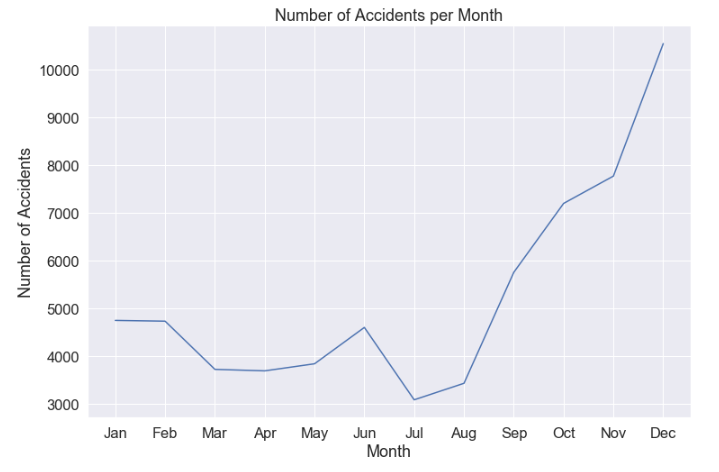 Number of Accidents per Month
Number of Accidents
10000
9000
8000
7000
6000
5000
4000
3000
Jan Feb Mar Apr May Jun Jul Aug Sep Oct Nov Dec
Month